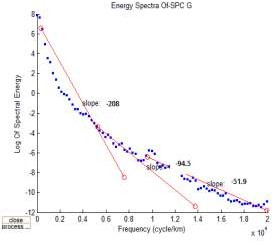 Energy Spectra Of-SPC G
Log Of Spectral Energy
8
6
4
2
0
-2
-4
-6
-8
-10
-12
slope: -208
slope: -94.5
slope: -51.9
0 0.2 0.4 0.6 0.8 1 1.2 1.4 1.6 1.8 2
x 10
Frequency (cycle/km)
close
process ...